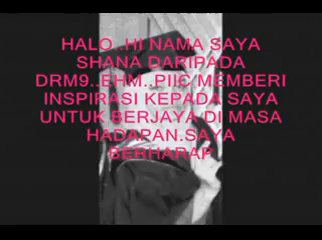 HALO..HI NAMA SAYA
SHANA DARIPADA
DRM9..EHM..PIIC MEMBERI
INSPIRASI KEPADA SAYA
UNTUK BERJAYA DI MASA
HADAPAN.SAYA
BERHARAP